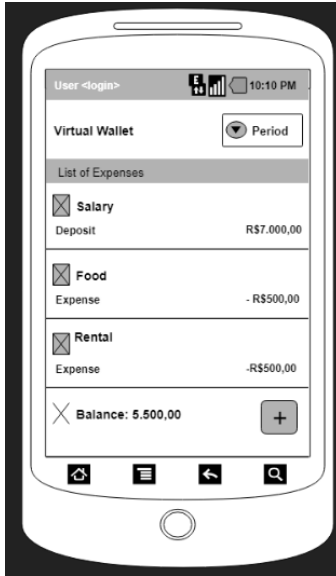 User <login> E 10:10 PM
Virtual Wallet Period
List of Expenses
Salary
Deposit R$7.000,00
Food
Expense - R$500,00
Rental
Expense -R$500,00
Balance: 5.500,00 +